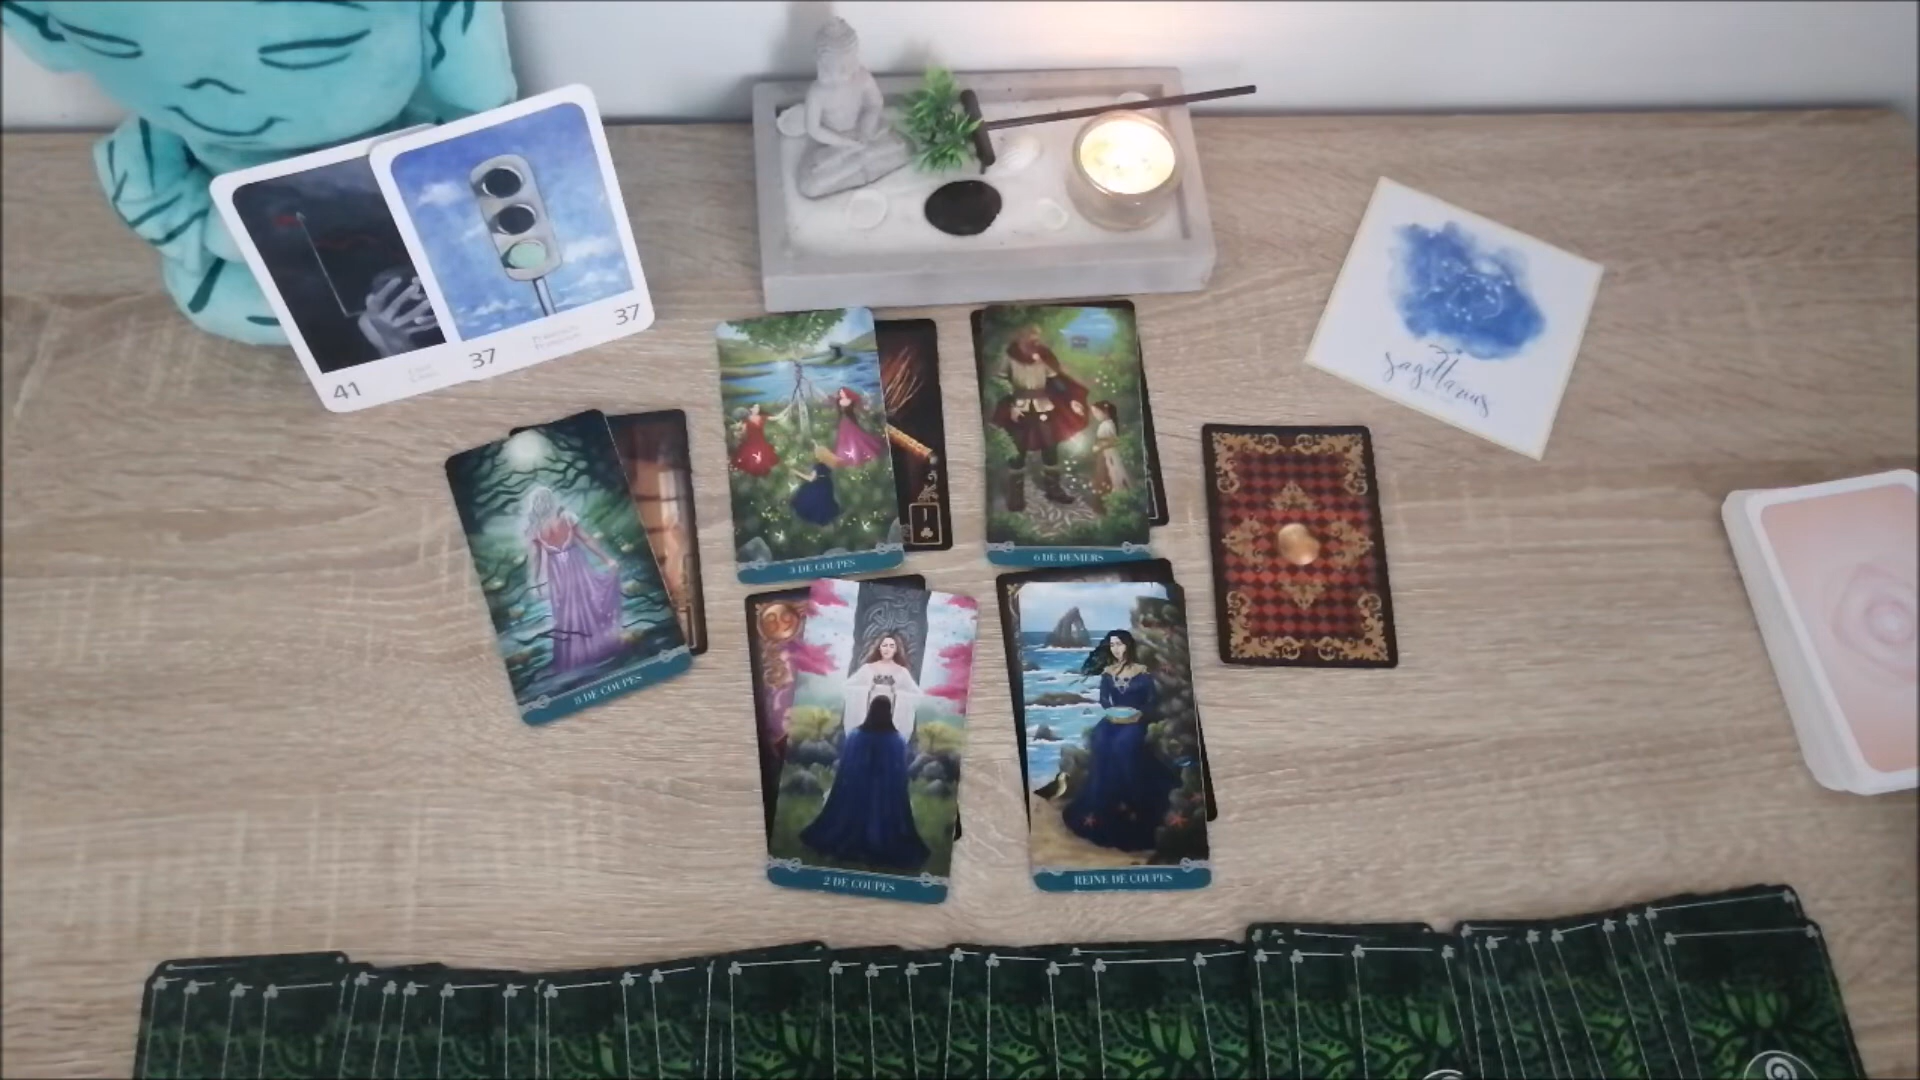 41
37
37
Sagittarius
3 DE COUPES
6 DE DENIERS
8 DE COUPES
1
2 DE COUPES
REINE DE COUPES